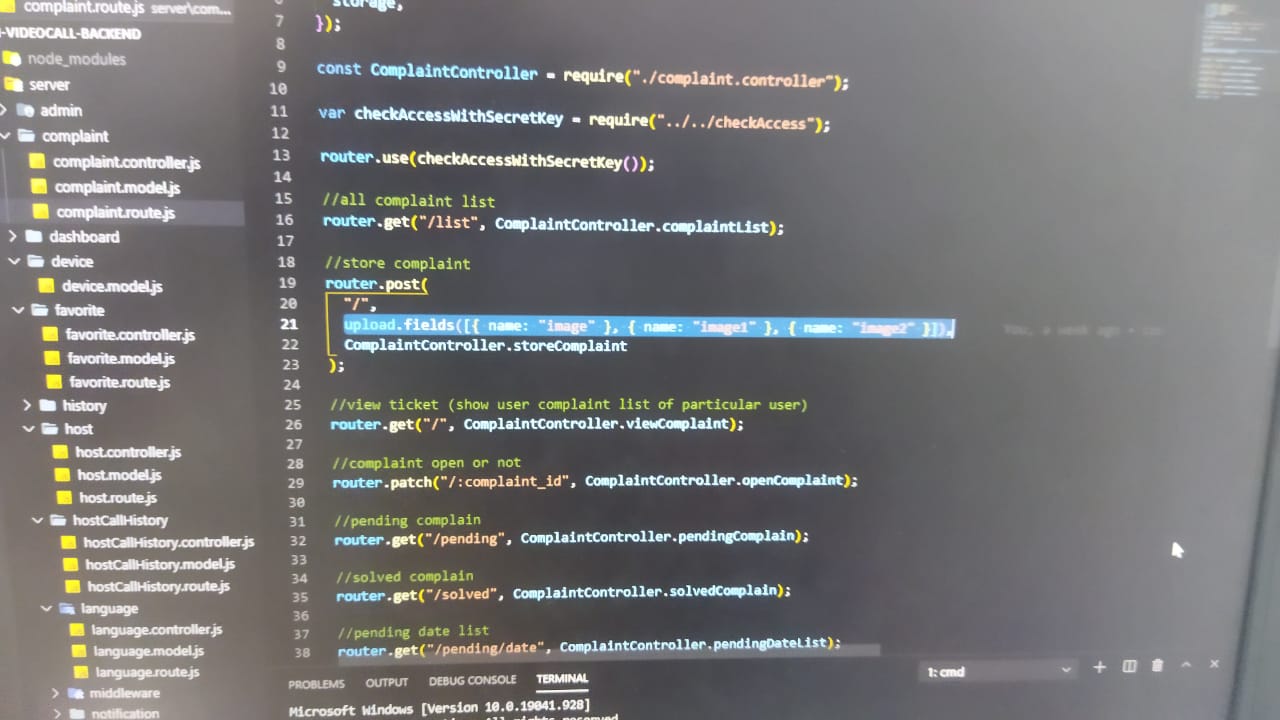 complaint.route.js server\com...
-VIDEOCALL-BACKEND
node_modules
server
admin
complaint
complaint.controller.js
complaint.model.js
complaint.route.js
dashboard
device
device.model.js
favorite
favorite.controller.js
favorite.model.js
favorite.route.js
history
host
host.controller.js
host.model.js
host.route.js
hostCallHistory
hostCallHistory.controller.js
hostCallHistory.model.js
hostCallHistory.route.js
language
language.controller.js
language.model.js
language.route.js
middleware
notification
storage,
7 });
8
9 const ComplaintController = require("./complaint.controller");
10
11 var checkAccessWithSecretKey = require("../../checkAccess");
12
13 router.use(checkAccessWithSecretKey());
14
15 //all complaint list
16 router.get("/list", ComplaintController.complaintList);
17
18 //store complaint
19 router.post(
20 "/",
21 upload.fields([{ name: "image" }, { name: "image1" }, { name: "image2" }]),
22 ComplaintController.storeComplaint
23 );
24
25 //view ticket (show user complaint list of particular user)
26 router.get("/", ComplaintController.viewComplaint);
27
28 //complaint open or not
29 router.patch("/:complaint_id", ComplaintController.openComplaint);
30
31 //pending complain
32 router.get("/pending", ComplaintController.pendingComplain);
33
34 //solved complain
35 router.get("/solved", ComplaintController.solvedComplain);
36
37 //pending date list
38 router.get("/pending/date", ComplaintController.pendingDateList);
PROBLEMS OUTPUT DEBUG CONSOLE TERMINAL 1: cmd
Microsoft Windows [Version 10.0.19041.928]